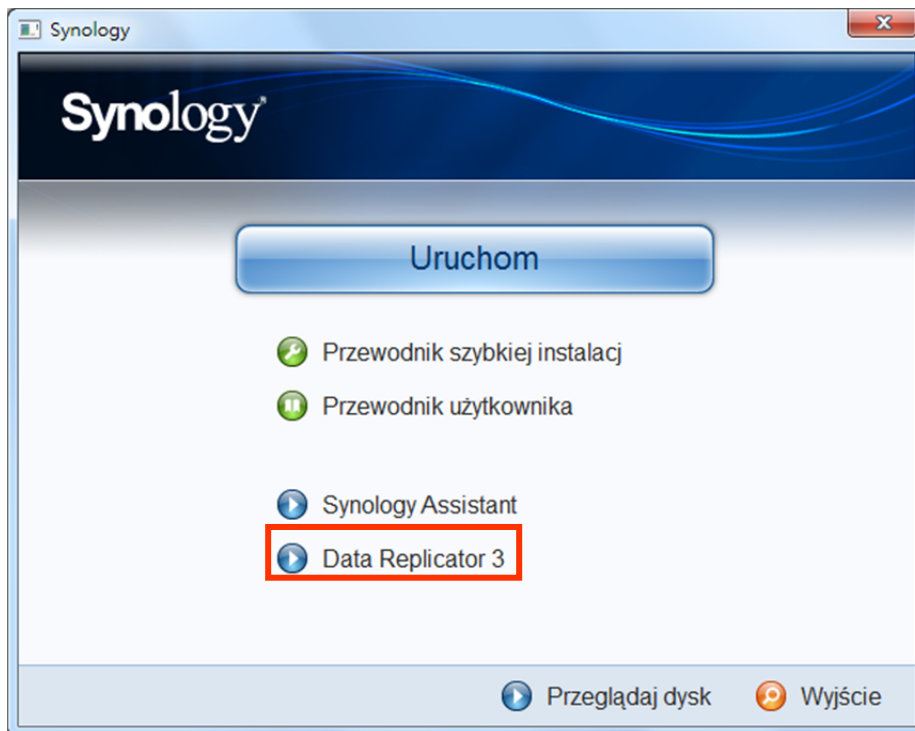 Synology
Synology
Uruchom
Przewodnik szybkiej instalacj
Przewodnik użytkownika
Synology Assistant
Data Replicator 3
Przeglądaj dysk Wyjście